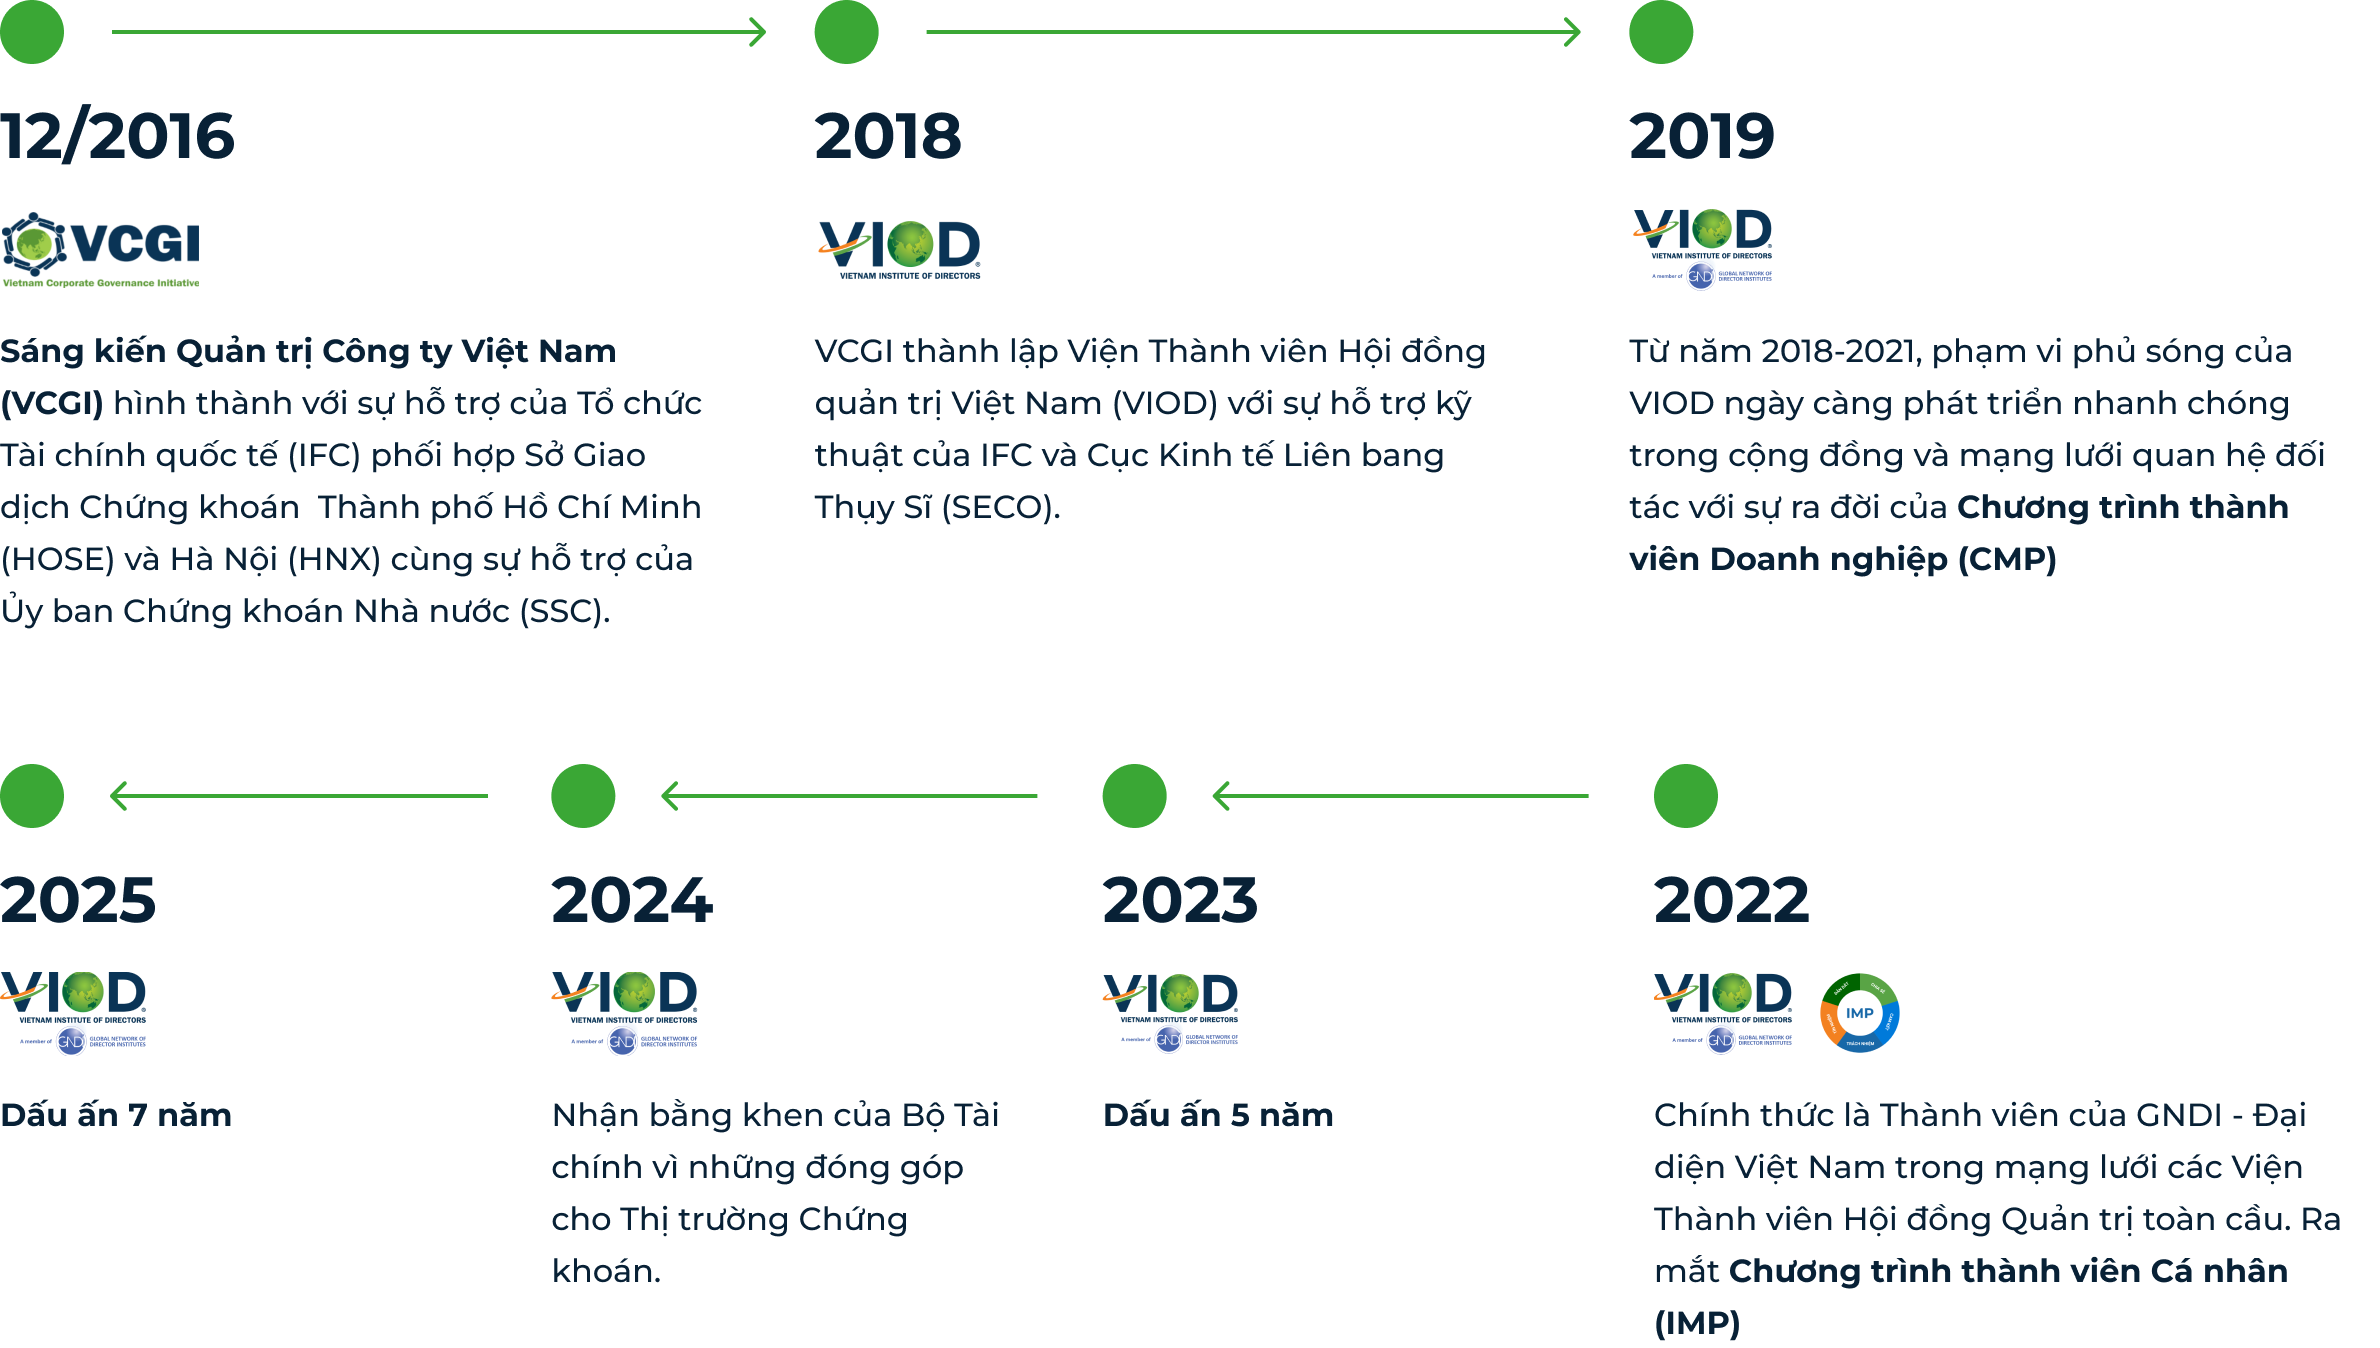 12/2016
VCGI
Vietnam Corporate Governance Initiative
Sáng kiến Quản trị Công ty Việt Nam
(VCGI) hình thành với sự hỗ trợ của Tổ chức
Tài chính quốc tế (IFC) phối hợp Sở Giao
dịch Chứng khoán  Thành phố Hồ Chí Minh
(HOSE) và Hà Nội (HNX) cùng sự hỗ trợ của
Ủy ban Chứng khoán Nhà nước (SSC).
2018
VIOD®
VIETNAM INSTITUTE OF DIRECTORS
VCGI thành lập Viện Thành viên Hội đồng
quản trị Việt Nam (VIOD) với sự hỗ trợ kỹ
thuật của IFC và Cục Kinh tế Liên bang
Thụy Sĩ (SECO).
2019
VIOD®
VIETNAM INSTITUTE OF DIRECTORS
A member of GNDI GLOBAL NETWORK OF
DIRECTOR INSTITUTES
Từ năm 2018-2021, phạm vi phủ sóng của
VIOD ngày càng phát triển nhanh chóng
trong cộng đồng và mạng lưới quan hệ đối
tác với sự ra đời của Chương trình thành
viên Doanh nghiệp (CMP)
2022
VIOD®
VIETNAM INSTITUTE OF DIRECTORS
A member of GNDI GLOBAL NETWORK OF
DIRECTOR INSTITUTES
DẪN DẮT
CHIA SẺ
IMP
CAM KẾT
TRÁCH NHIỆM
Chính thức là Thành viên của GNDI - Đại
diện Việt Nam trong mạng lưới các Viện
Thành viên Hội đồng Quản trị toàn cầu. Ra
mắt Chương trình thành viên Cá nhân
(IMP)
2023
VIOD®
VIETNAM INSTITUTE OF DIRECTORS
A member of GNDI GLOBAL NETWORK OF
DIRECTOR INSTITUTES
Dấu ấn 5 năm
2024
VIOD®
VIETNAM INSTITUTE OF DIRECTORS
A member of GNDI GLOBAL NETWORK OF
DIRECTOR INSTITUTES
Nhận bằng khen của Bộ Tài
chính vì những đóng góp
cho Thị trường Chứng
khoán.
2025
VIOD®
VIETNAM INSTITUTE OF DIRECTORS
A member of GNDI GLOBAL NETWORK OF
DIRECTOR INSTITUTES
Dấu ấn 7 năm